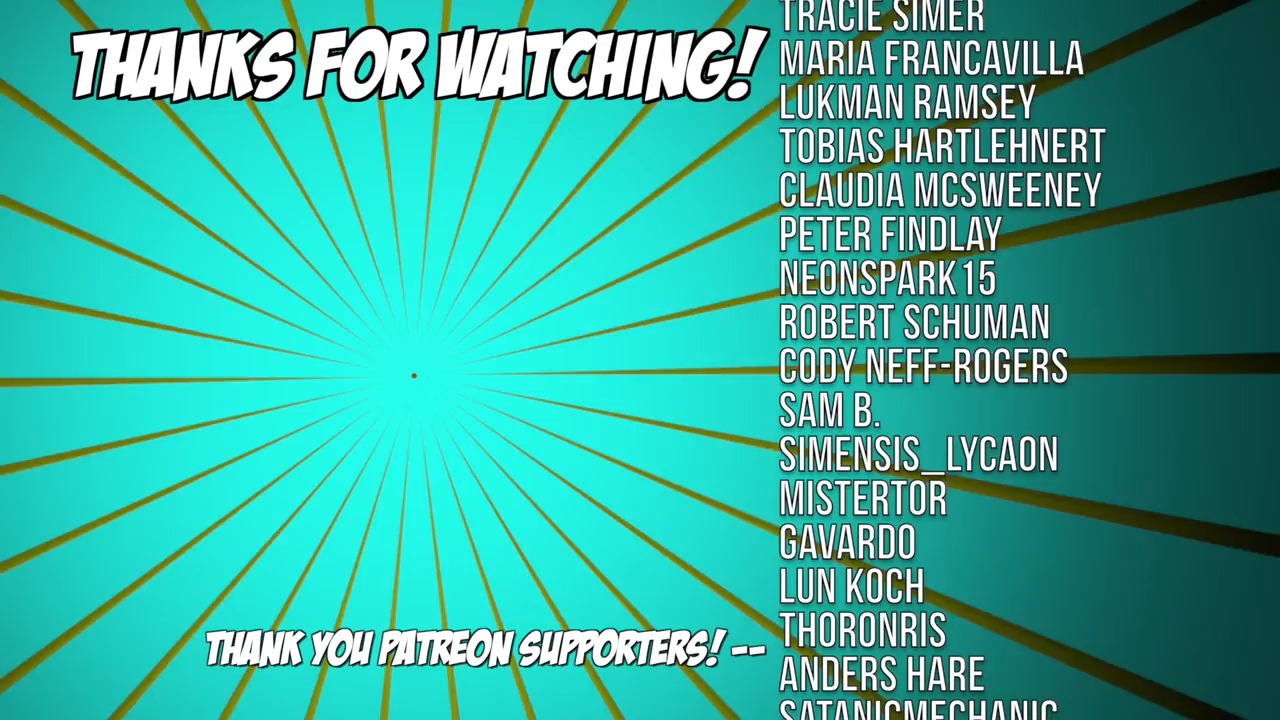 THANKS FOR WATCHING!
TRACIE SIMER
MARIA FRANCAVILLA
LUKMAN RAMSEY
TOBIAS HARTLEHNERT
CLAUDIA MCSWEENEY
PETER FINDLAY
NEONSPARK15
ROBERT SCHUMAN
CODY NEFF-ROGERS
SAM B.
SIMENSIS_LYCAON
MISTERTOR
GAVARDO
LUN KOCH
THORONRIS
THANK YOU PATREON SUPPORTERS! --
ANDERS HARE
SATANICMECHANIC